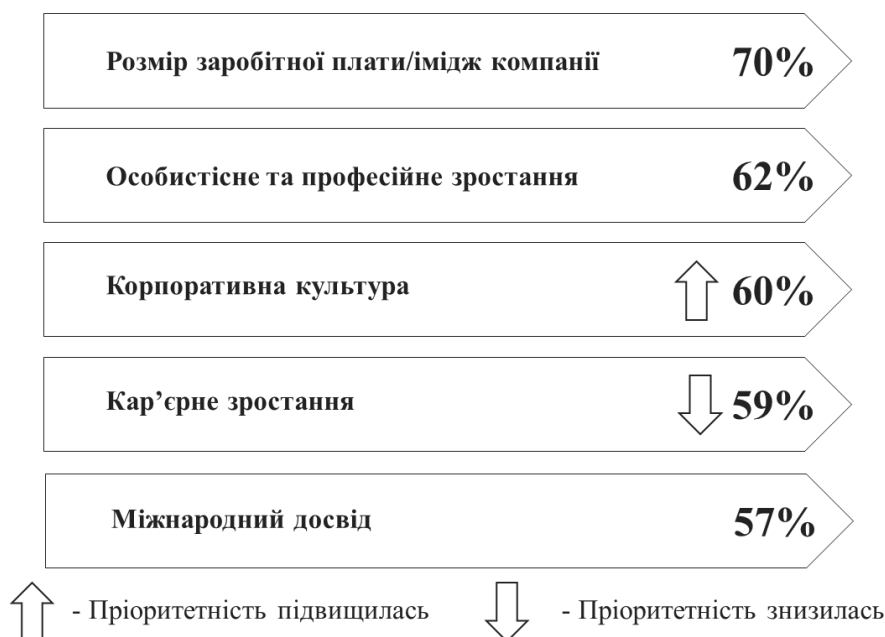 Розмір заробітної плати/імідж компанії 70%
Особистісне та професійне зростання 62%
Корпоративна культура 60%
Кар’єрне зростання 59%
Міжнародний досвід 57%
- Пріоритетність підвищилась - Пріоритетність знизилась